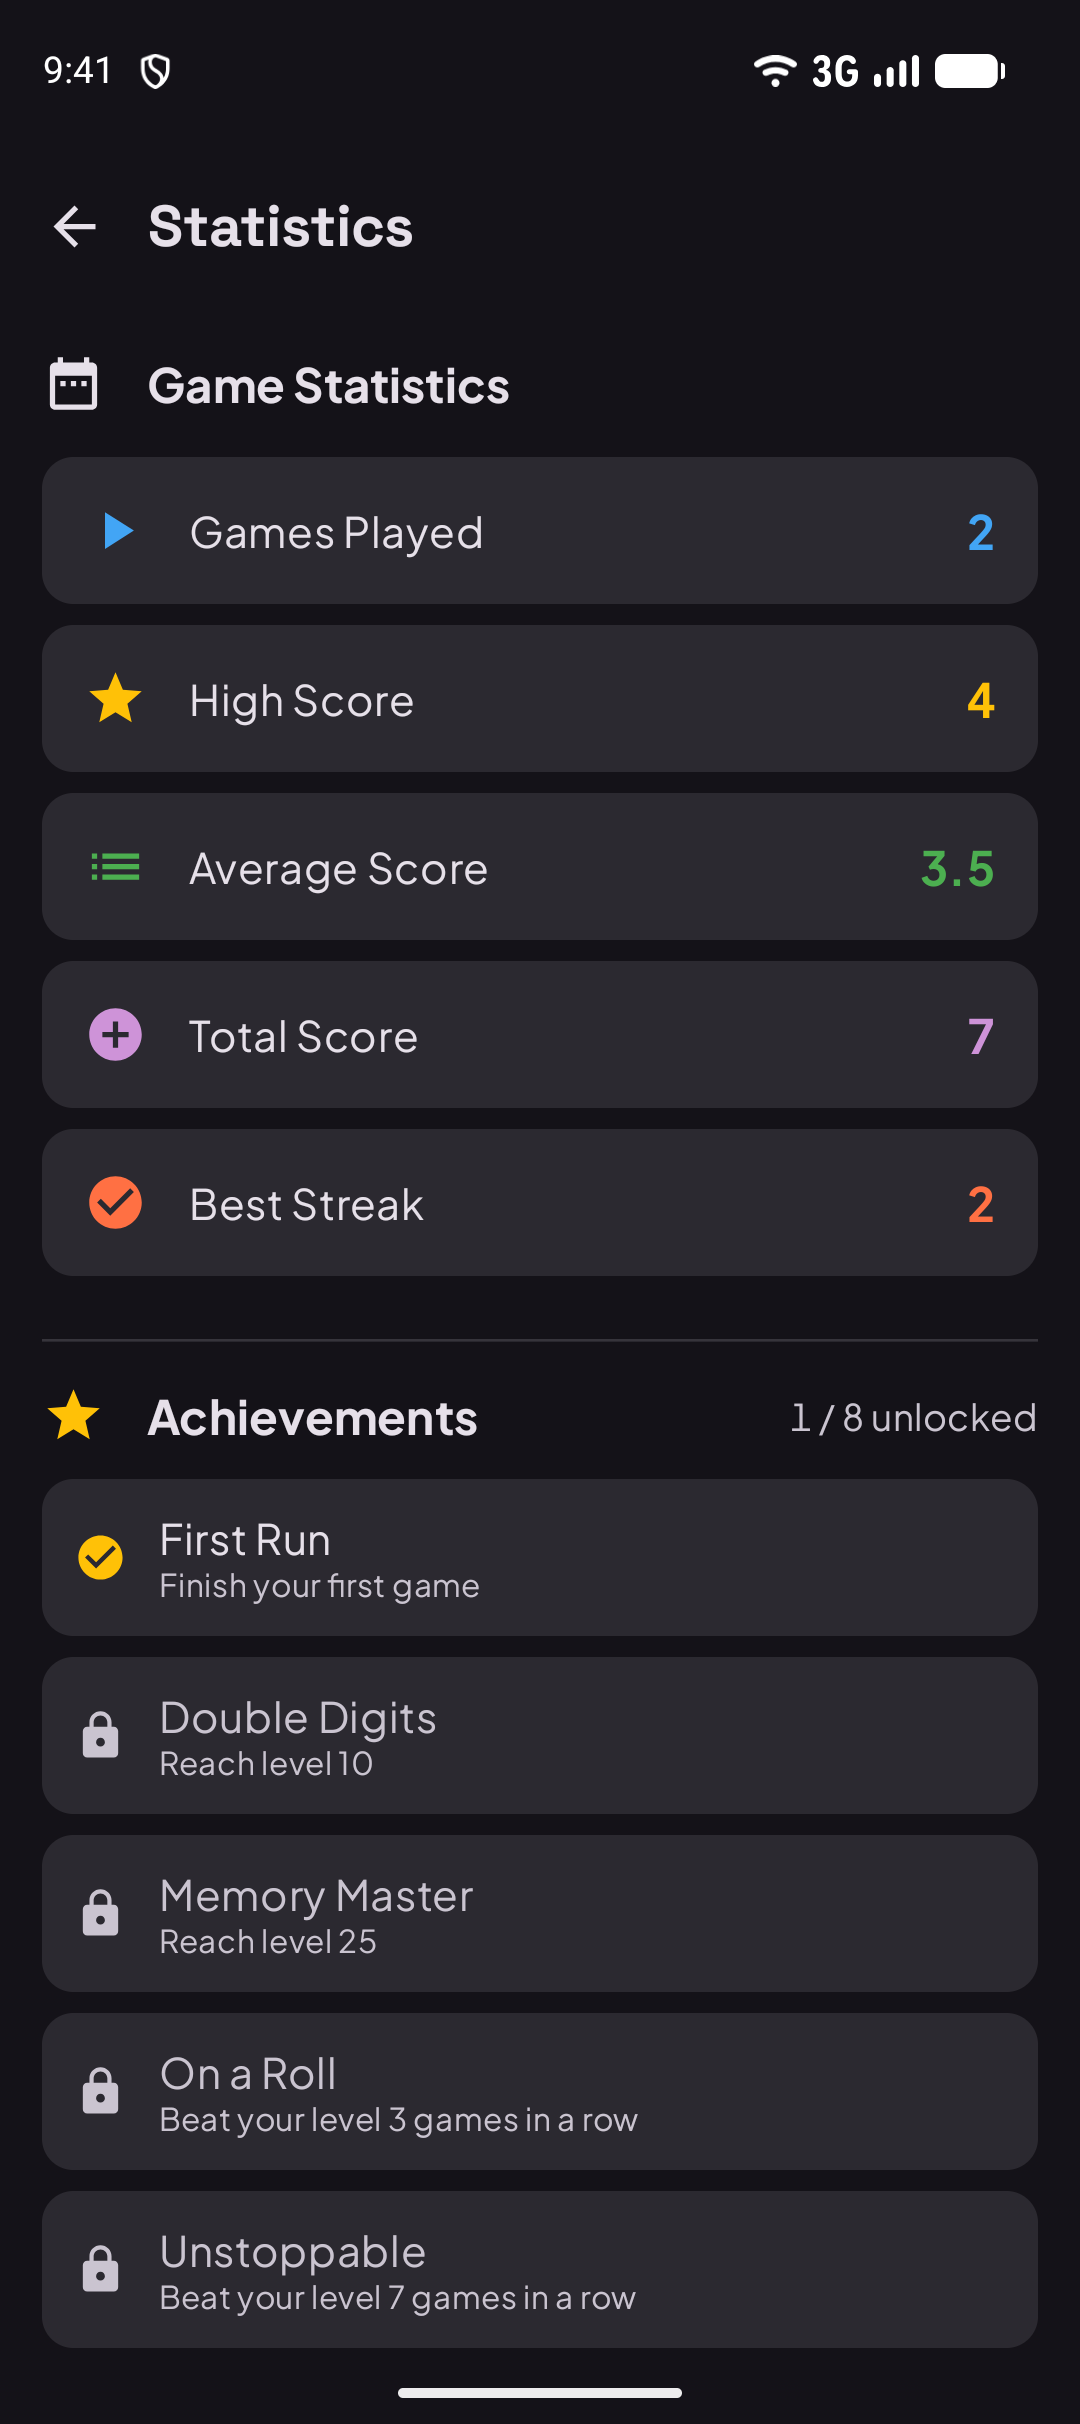 9:41
3G
Statistics
Game Statistics
Games Played 2
High Score 4
Average Score 3.5
Total Score 7
Best Streak 2
Achievements 1 / 8 unlocked
First Run
Finish your first game
Double Digits
Reach level 10
Memory Master
Reach level 25
On a Roll
Beat your level 3 games in a row
Unstoppable
Beat your level 7 games in a row